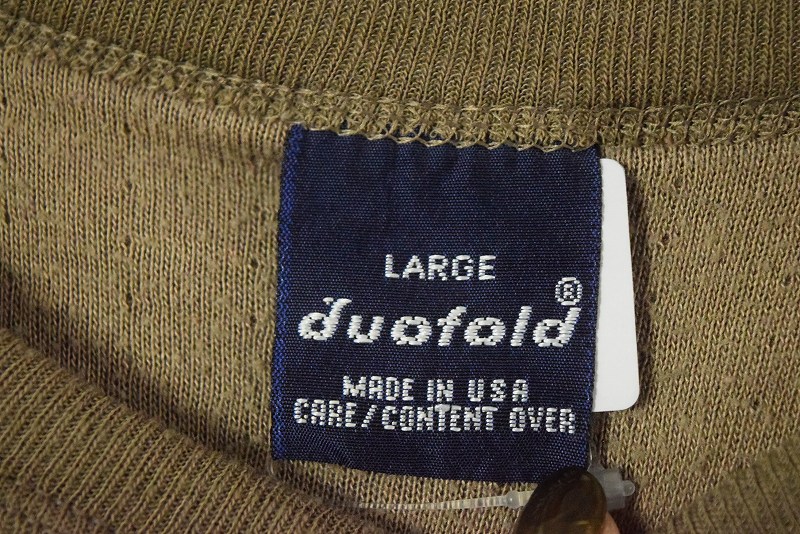 LARGE
duofold®
MADE IN USA
CARE/CONTENT OVER